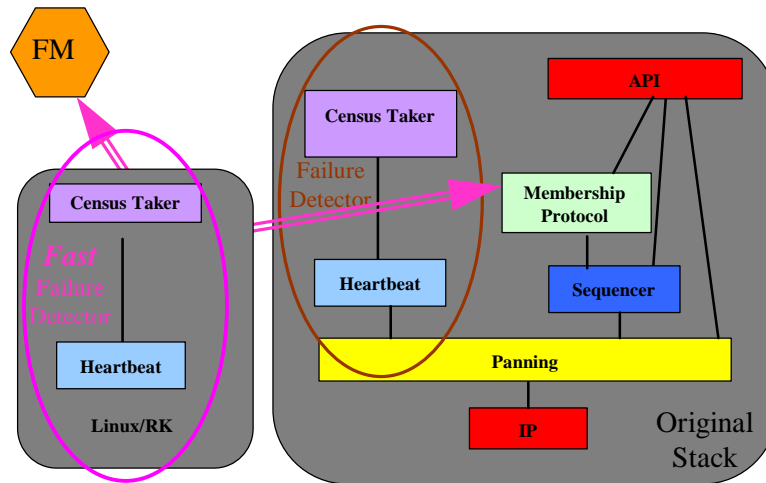 FM
Census Taker
Fast
Failure
Detector
Heartbeat
Linux/RK
Census Taker
Failure
Detector
Heartbeat
API
Membership
Protocol
Sequencer
Panning
IP
Original
Stack